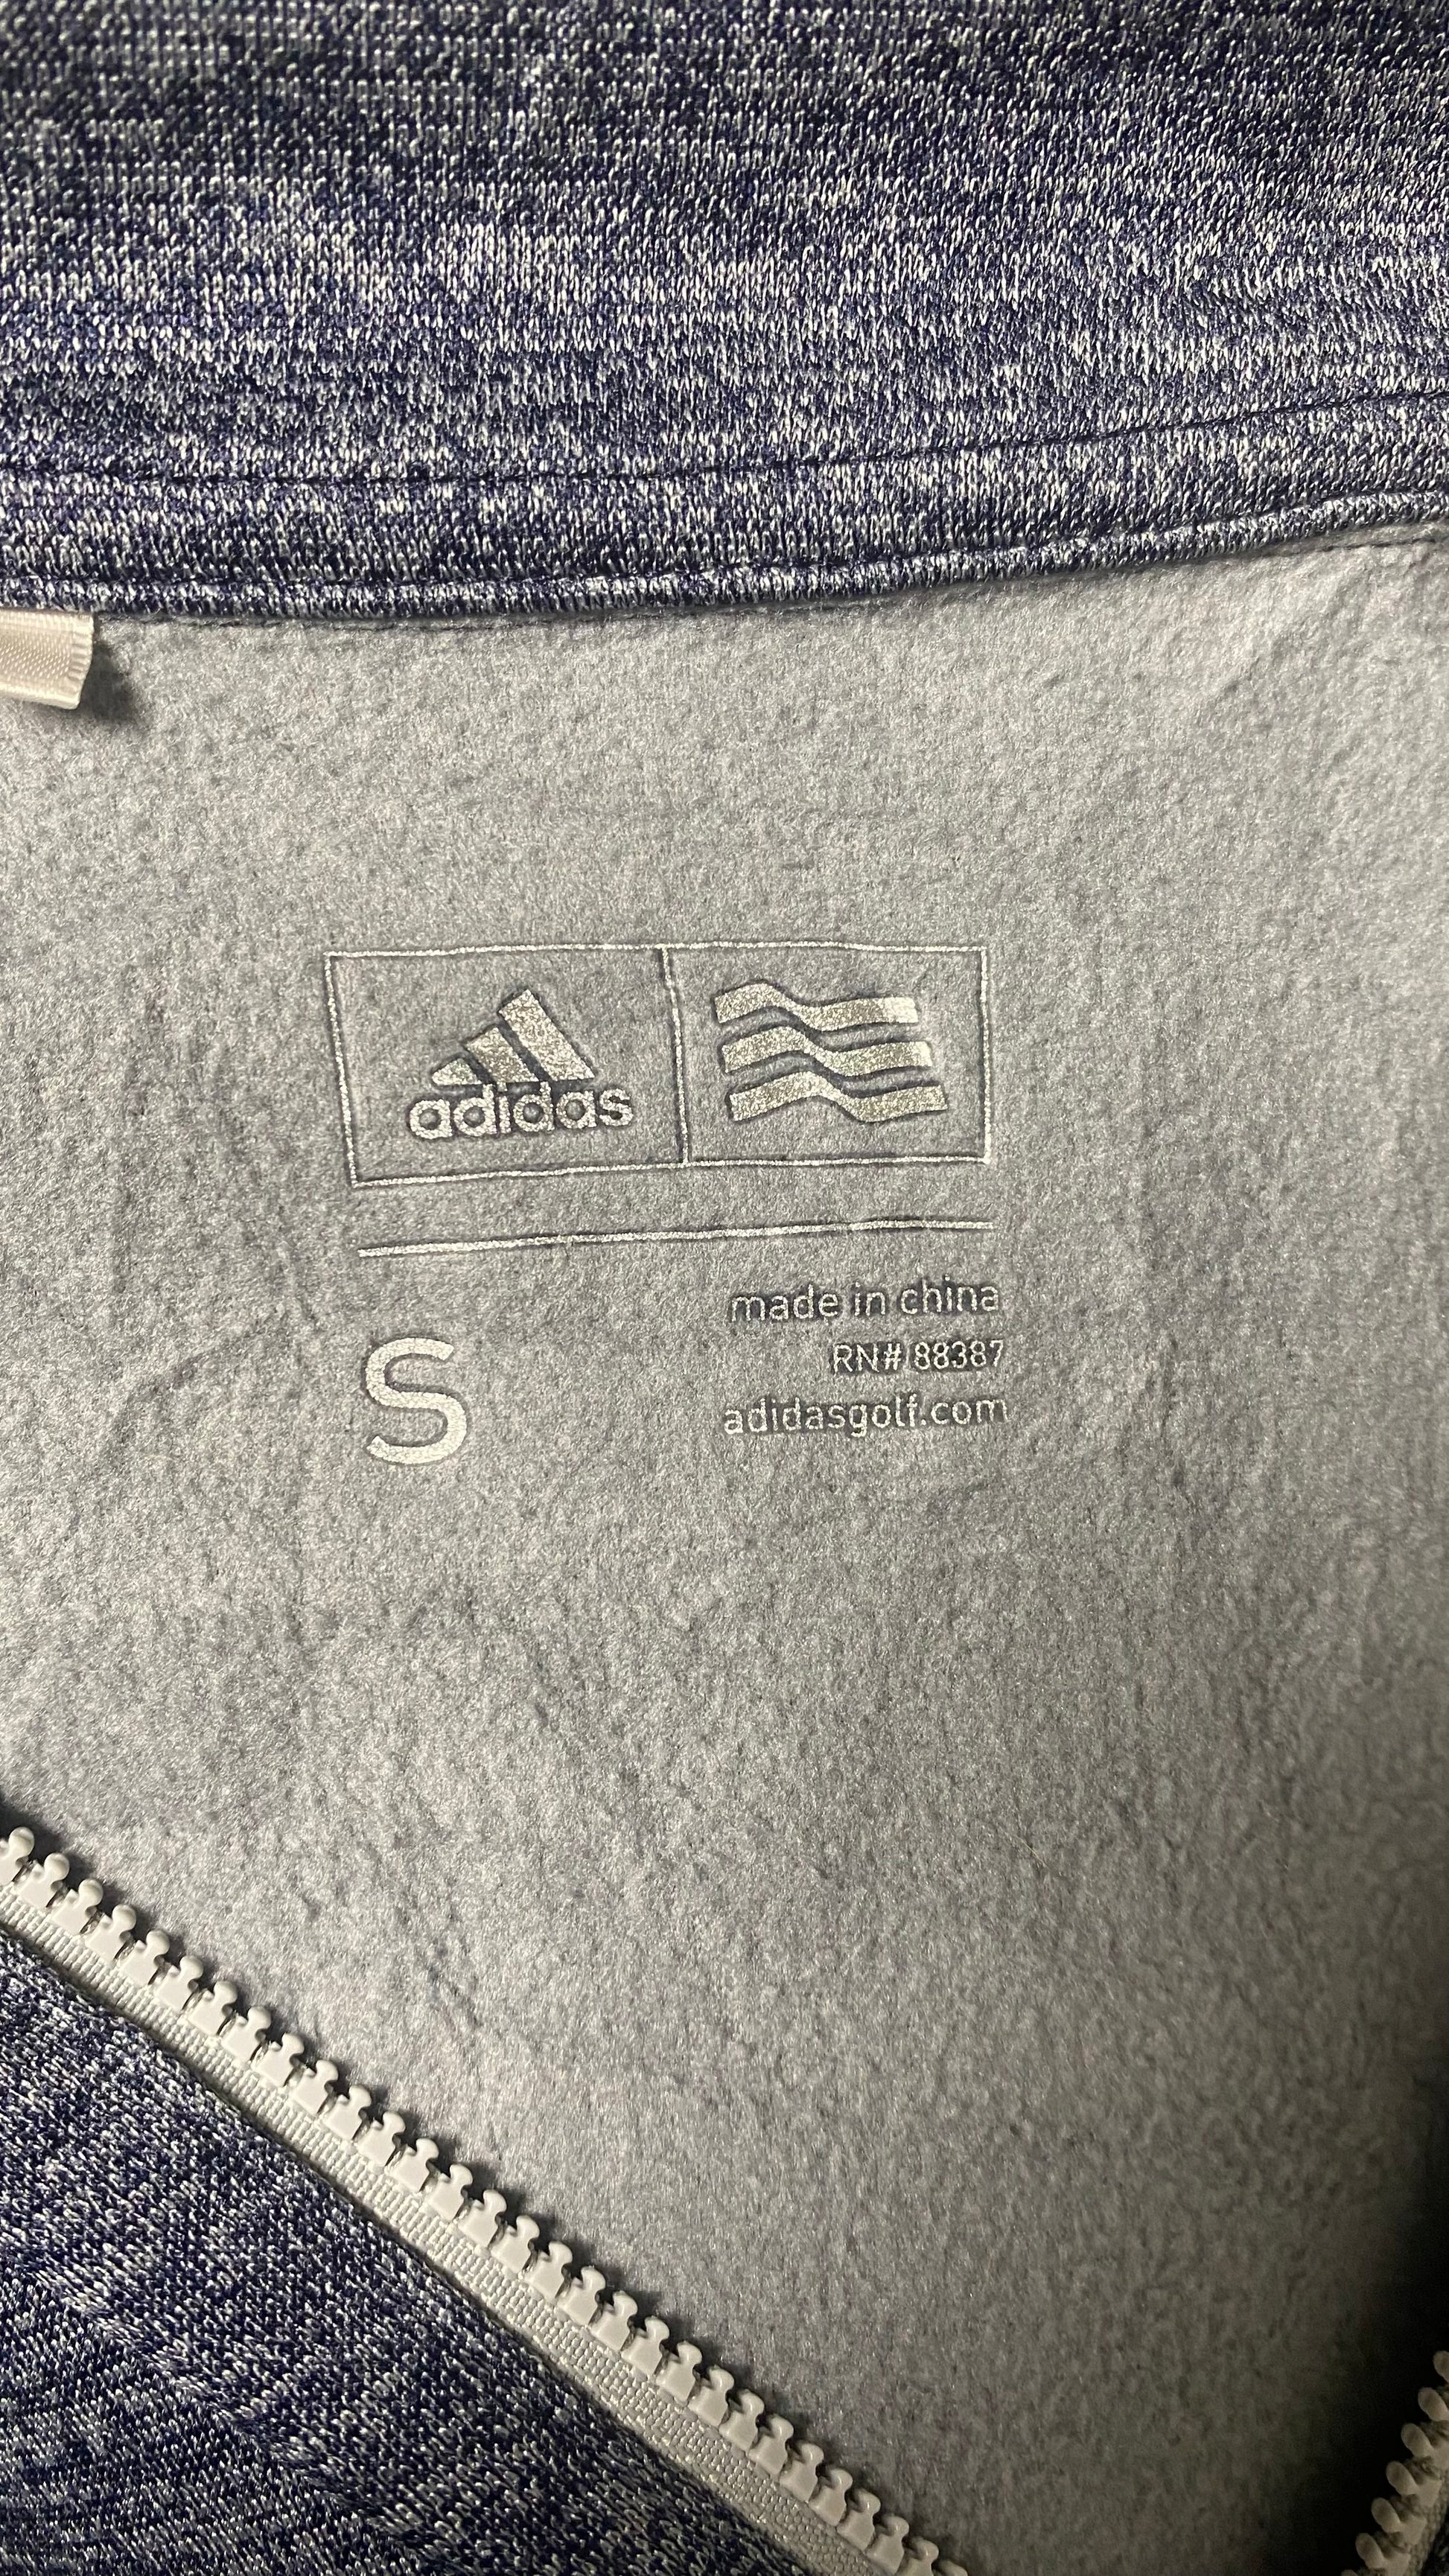 adidas
S
made in china
RN# 88387
adidasgolf.com